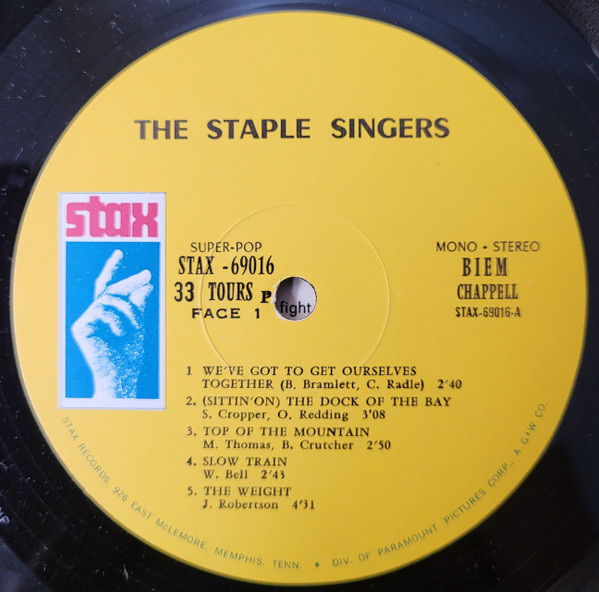 THE STAPLE SINGERS
stax
SUPER-POP
STAX -69016
33 TOURS P
FACE 1
fight
MONO • STEREO
BIEM
CHAPPELL
STAX-69016-A
1 WE'VE GOT TO GET OURSELVES
TOGETHER (B. Bramlett, C. Radle) 2'40
2. (SITTIN'ON) THE DOCK OF THE BAY
S. Cropper, O. Redding 3'08
3. TOP OF THE MOUNTAIN
M. Thomas, B. Crutcher 2'50
4. SLOW TRAIN
W. Bell 2'43
5. THE WEIGHT
J. Robertson 4'31
STAX RECORDS, 926 EAST McLEMORE, MEMPHIS, TENN. • DIV. OF PARAMOUNT PICTURES CORP., A G+W CO.